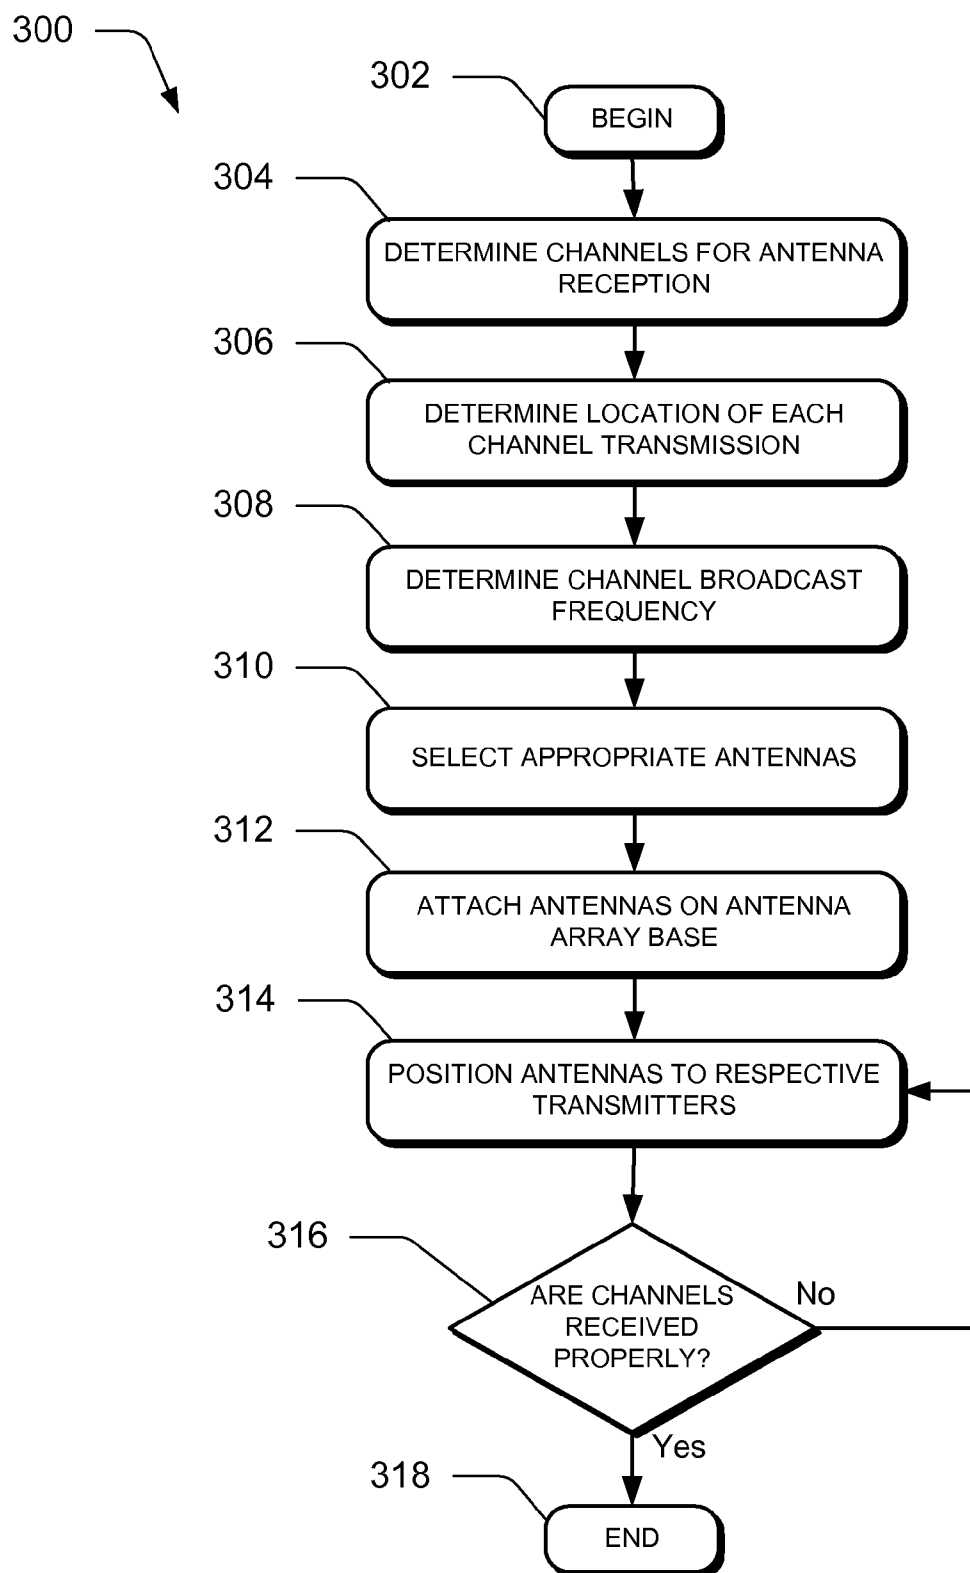 300
302
BEGIN
304
DETERMINE CHANNELS FOR ANTENNA
RECEPTION
306
DETERMINE LOCATION OF EACH
CHANNEL TRANSMISSION
308
DETERMINE CHANNEL BROADCAST
FREQUENCY
310
SELECT APPROPRIATE ANTENNAS
312
ATTACH ANTENNAS ON ANTENNA
ARRAY BASE
314
POSITION ANTENNAS TO RESPECTIVE
TRANSMITTERS
316
ARE CHANNELS
RECEIVED
PROPERLY?
No
Yes
318
END